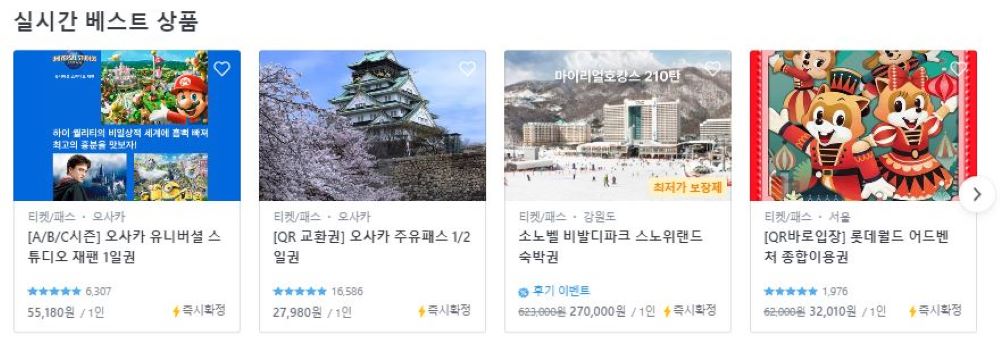 실시간 베스트 상품
하이 퀄리티의 비일상적 세계에 흠뻑 빠져
최고의 흥분을 맛보자!
티켓/패스 · 오사카
[A/B/C시즌] 오사카 유니버셜 스
튜디오 재팬 1일권
6,307
55,180원 / 1인
즉시확정
티켓/패스 · 오사카
[QR 교환권] 오사카 주유패스 1/2
일권
16,586
27,980원 / 1인
즉시확정
마이리얼호캉스 210탄
최저가 보장제
티켓/패스 · 강원도
소노벨 비발디파크 스노위랜드
숙박권
후기 이벤트
623,000원 270,000원 / 1인
즉시확정
티켓/패스 · 서울
[QR바로입장] 롯데월드 어드벤
처 종합이용권
1,976
62,000원 32,010원 / 1인
즉시확정